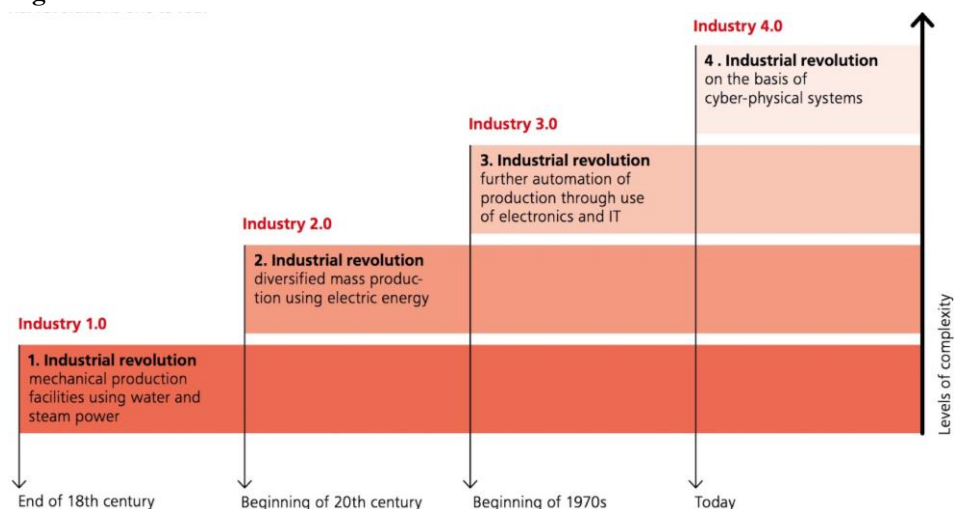 Industry 4.0
4 . Industrial revolution
on the basis of
cyber-physical systems
Industry 3.0
3. Industrial revolution
further automation of
production through use
of electronics and IT
Industry 2.0
2. Industrial revolution
diversified mass produc-
tion using electric energy
Industry 1.0
1. Industrial revolution
mechanical production
facilities using water and
steam power
Levels of complexity
End of 18th century
Beginning of 20th century
Beginning of 1970s
Today